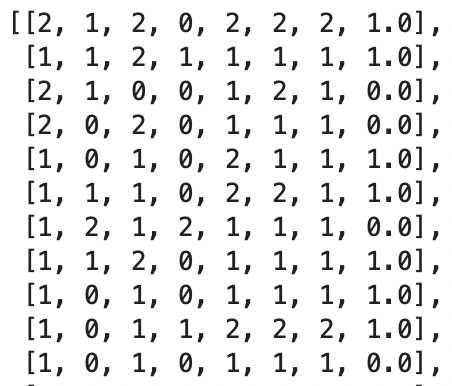 [[2, 1, 2, 0, 2, 2, 2, 1.0],
[1, 1, 2, 1, 1, 1, 1, 1.0],
[2, 1, 0, 0, 1, 2, 1, 0.0],
[2, 0, 2, 0, 1, 1, 1, 0.0],
[1, 0, 1, 0, 2, 1, 1, 1.0],
[1, 1, 1, 0, 2, 2, 1, 1.0],
[1, 2, 1, 2, 1, 1, 1, 0.0],
[1, 1, 2, 0, 1, 1, 1, 1.0],
[1, 0, 1, 0, 1, 1, 1, 1.0],
[1, 0, 1, 1, 2, 2, 2, 1.0],
[1, 0, 1, 0, 1, 1, 1, 0.0],